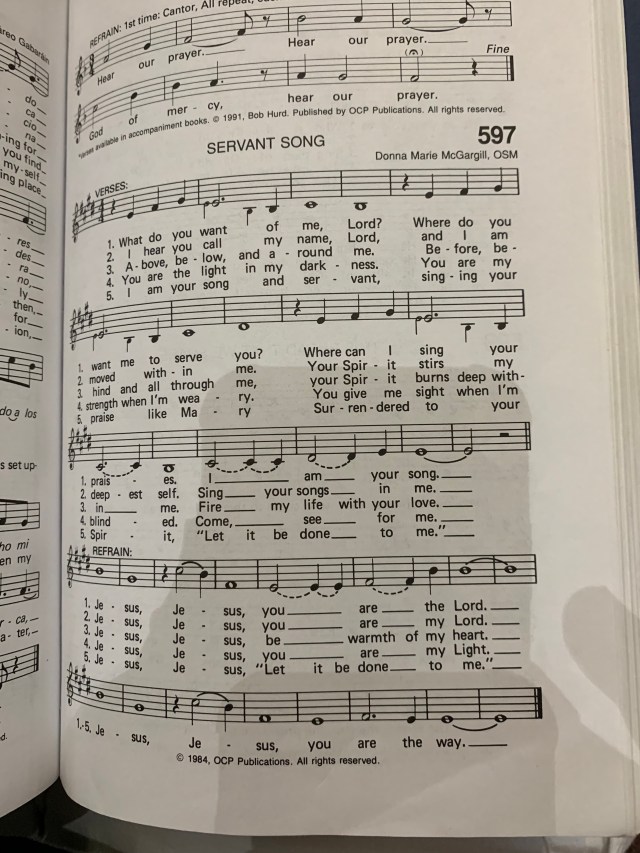 REFRAIN: 1st time: Cantor, All repeat;
Hear our prayer. Hear our prayer.
Fine
God of mer - cy, hear our prayer.
*Verses available in accompaniment books. © 1991, Bob Hurd. Published by OCP Publications. All rights reserved.
SERVANT SONG 597
Donna Marie McGargill, OSM
VERSES:
1. What do you want of me, Lord? Where do you
2. I hear you call my name, Lord, and I am
3. A - bove, be - low, and a - round me. Be - fore, be -
4. You are the light in my dark - ness. You are my
5. I am your song and ser - vant, sing - ing your
1. want me to serve you? Where can I sing your
2. moved with - in me. Your Spir - it stirs my
3. hind and all through me, your Spir - it burns deep with-
4. strength when I'm wea - ry. You give me sight when I'm
5. praise like Ma - ry Sur - ren - dered to your
1. prais - es. I am your song.
2. deep - est self. Sing your songs in me.
3. in me. Fire my life with your love.
4. blind - ed. Come, see for me.
5. Spir - it, "Let it be done to me."
REFRAIN:
1. Je - sus, Je - sus, you are the Lord.
2. Je - sus, Je - sus, you are my Lord.
3. Je - sus, Je - sus, be warmth of my heart.
4. Je - sus, Je - sus, you are my Light.
5. Je - sus, Je - sus, "Let it be done to me."
1.-5. Je - sus, Je - sus, you are the way.
© 1984, OCP Publications. All rights reserved.